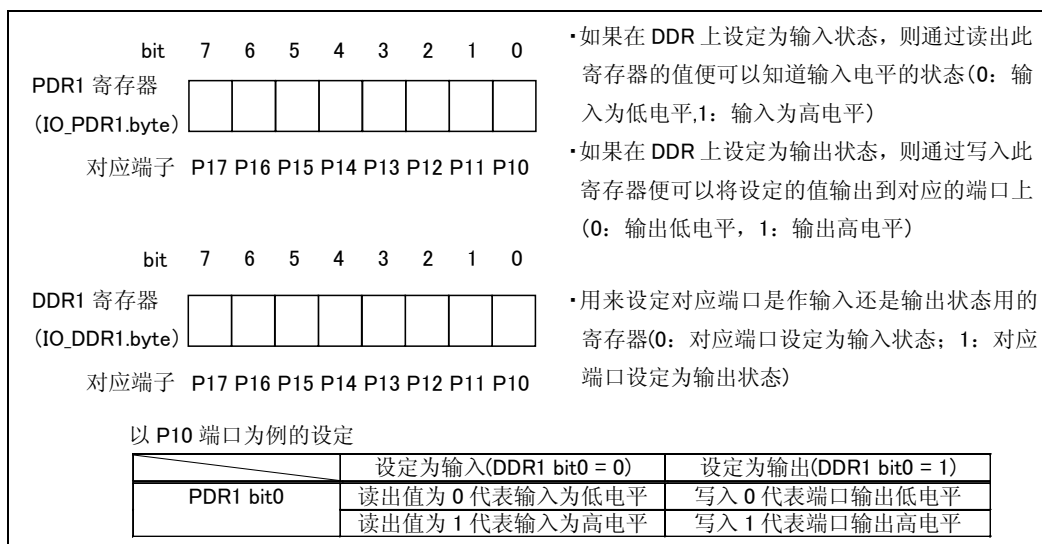 bit 7 6 5 4 3 2 1 0
PDR1 寄存器
(IO_PDR1.byte)
对应端子 P17 P16 P15 P14 P13 P12 P11 P10
・如果在 DDR 上设定为输入状态，则通过读出此
寄存器的值便可以知道输入电平的状态(0：输
入为低电平,1：输入为高电平)
・如果在 DDR 上设定为输出状态，则通过写入此
寄存器便可以将设定的值输出到对应的端口上
(0：输出低电平，1：输出高电平)
bit 7 6 5 4 3 2 1 0
DDR1 寄存器
(IO_DDR1.byte)
对应端子 P17 P16 P15 P14 P13 P12 P11 P10
・用来设定对应端口是作输入还是输出状态用的
寄存器(0：对应端口设定为输入状态；1：对应
端口设定为输出状态)
以 P10 端口为例的设定
设定为输入(DDR1 bit0 = 0) 设定为输出(DDR1 bit0 = 1)
PDR1 bit0 读出值为 0 代表输入为低电平 写入 0 代表端口输出低电平
读出值为 1 代表输入为高电平 写入 1 代表端口输出高电平